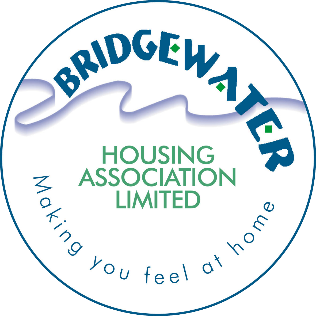 BRIDGEWATER
HOUSING
ASSOCIATION
LIMITED
Making you feel at home